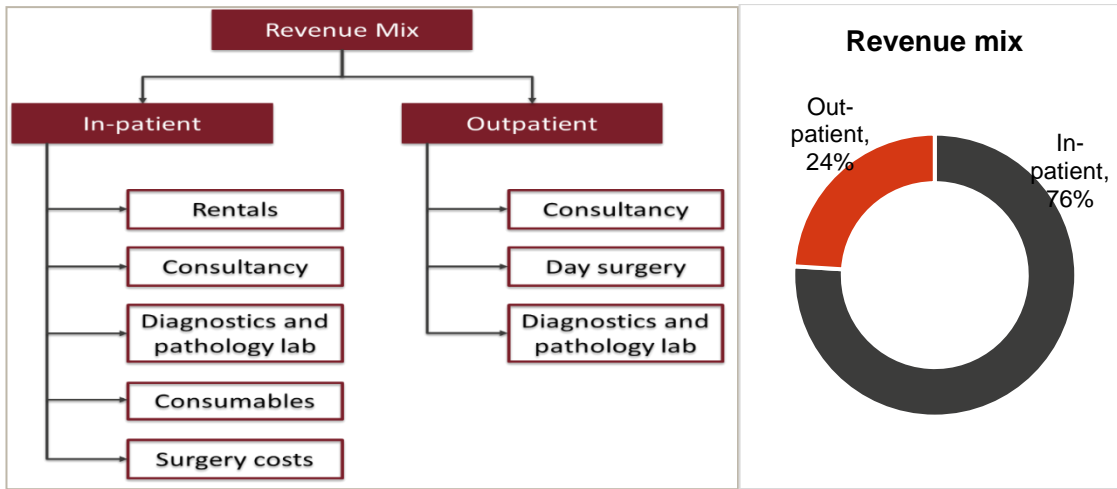 Revenue Mix
In-patient
Rentals
Consultancy
Diagnostics and
pathology lab
Consumables
Surgery costs
Outpatient
Consultancy
Day surgery
Diagnostics and
pathology lab
Revenue mix
Out-
patient,
24%
In-
patient,
76%